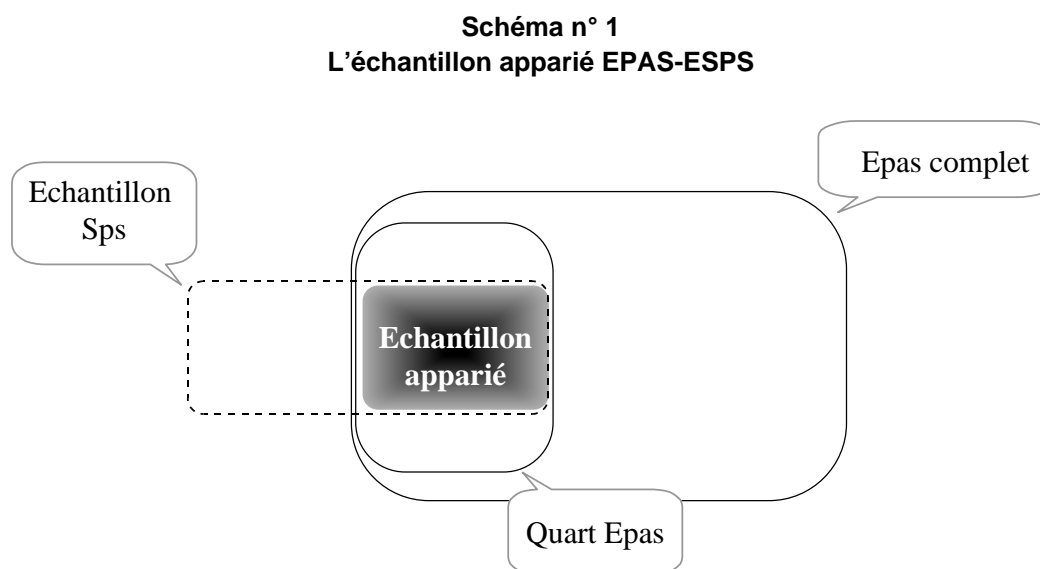 Schéma n° 1
L'échantillon apparié EPAS-ESPS
Epas complet
Echantillon
Sps
Echantillon
apparié
Quart Epas